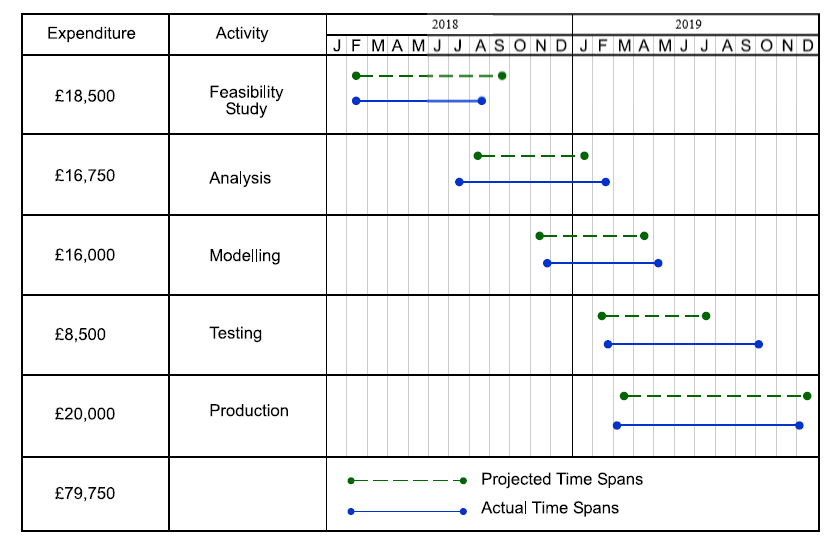 Expenditure Activity 2018 2019
J F M A M J J A S O N D J F M A M J J A S O N D
£18,500 Feasibility
Study
£16,750 Analysis
£16,000 Modelling
£8,500 Testing
£20,000 Production
£79,750 Projected Time Spans
Actual Time Spans